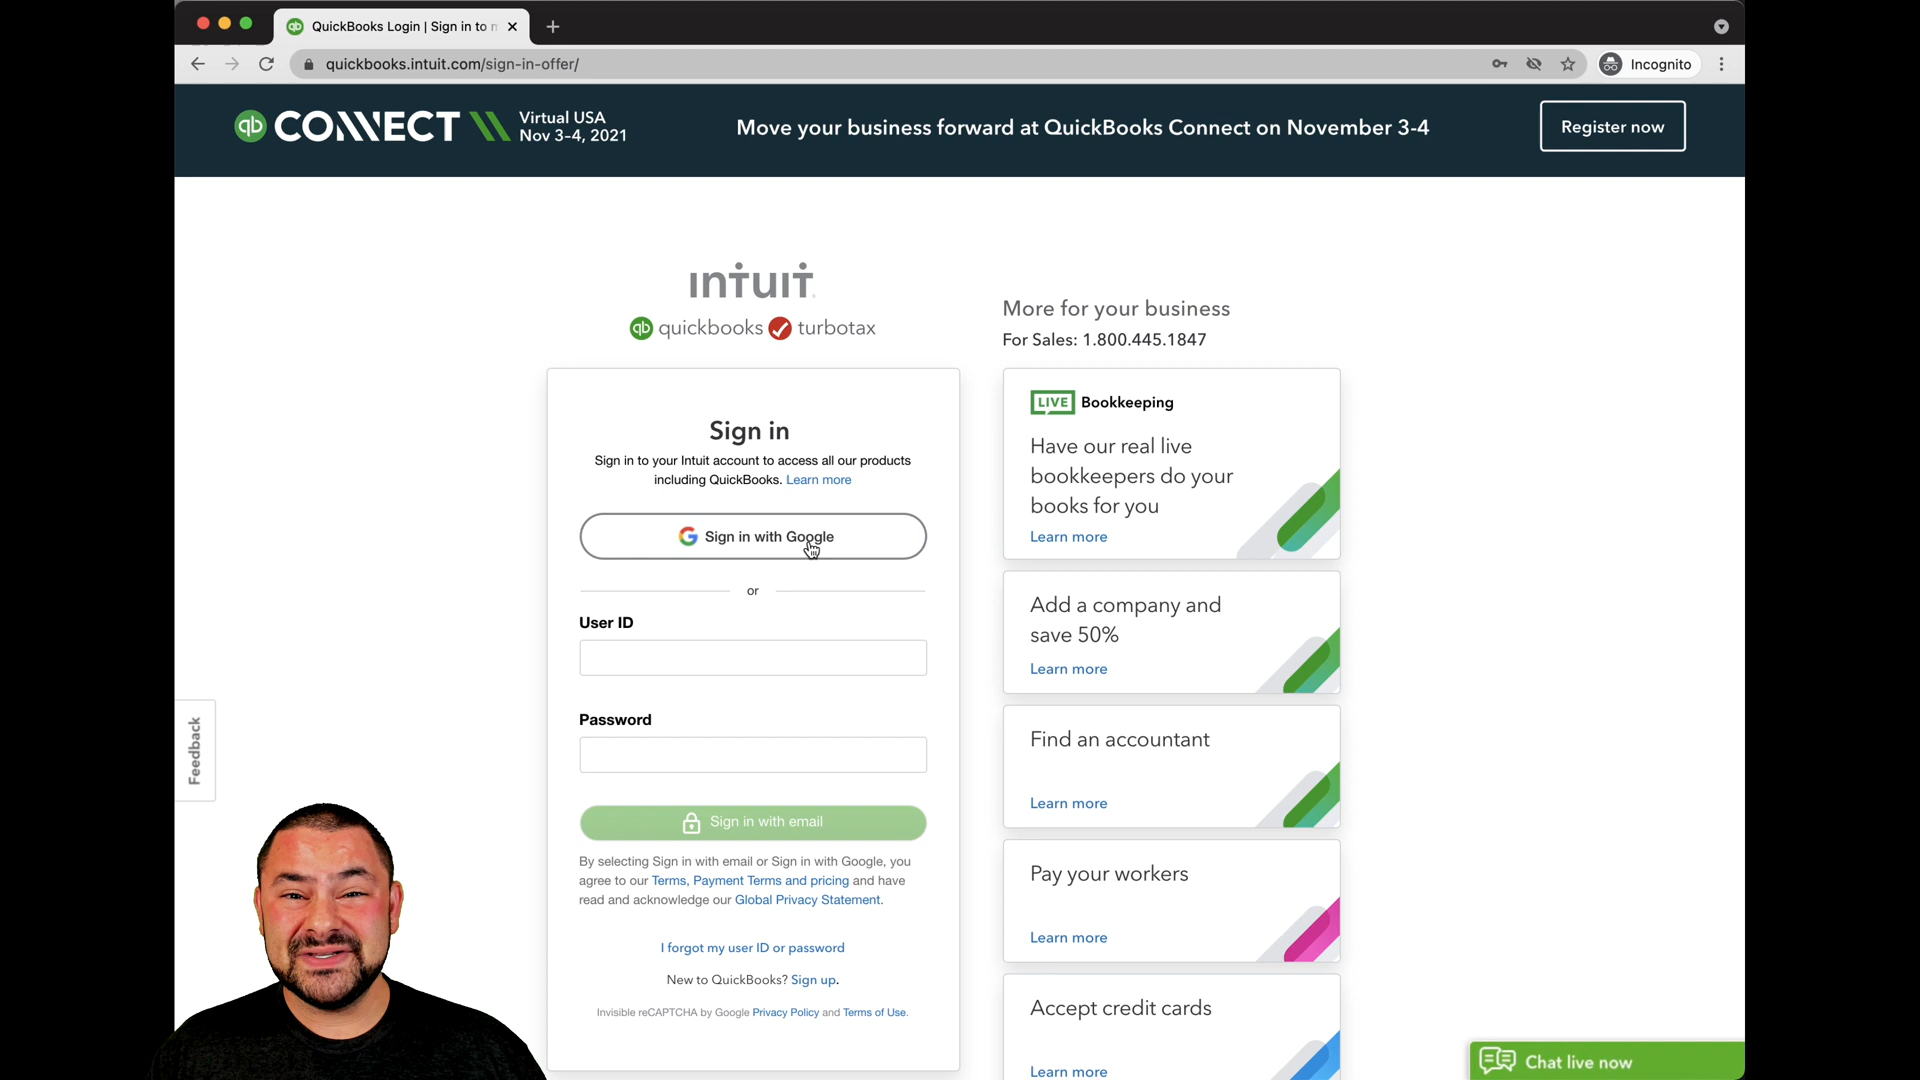 QuickBooks Login | Sign in to
quickbooks.intuit.com/sign-in-offer/
Incognito
qb CONNECT
Virtual USA
Nov 3-4, 2021
Move your business forward at QuickBooks Connect on November 3-4
Register now
intuit
qb quickbooks turbotax
Sign in
Sign in to your Intuit account to access all our products
including QuickBooks. Learn more
Sign in with Google
or
User ID
Password
Sign in with email
By selecting Sign in with email or Sign in with Google, you
agree to our Terms, Payment Terms and pricing and have
read and acknowledge our Global Privacy Statement.
I forgot my user ID or password
New to QuickBooks? Sign up.
Invisible reCAPTCHA by Google Privacy Policy and Terms of Use.
More for your business
For Sales: 1.800.445.1847
LIVE Bookkeeping
Have our real live
bookkeepers do your
books for you
Learn more
Add a company and
save 50%
Learn more
Find an accountant
Learn more
Pay your workers
Learn more
Accept credit cards
Learn more
Feedback
Chat live now